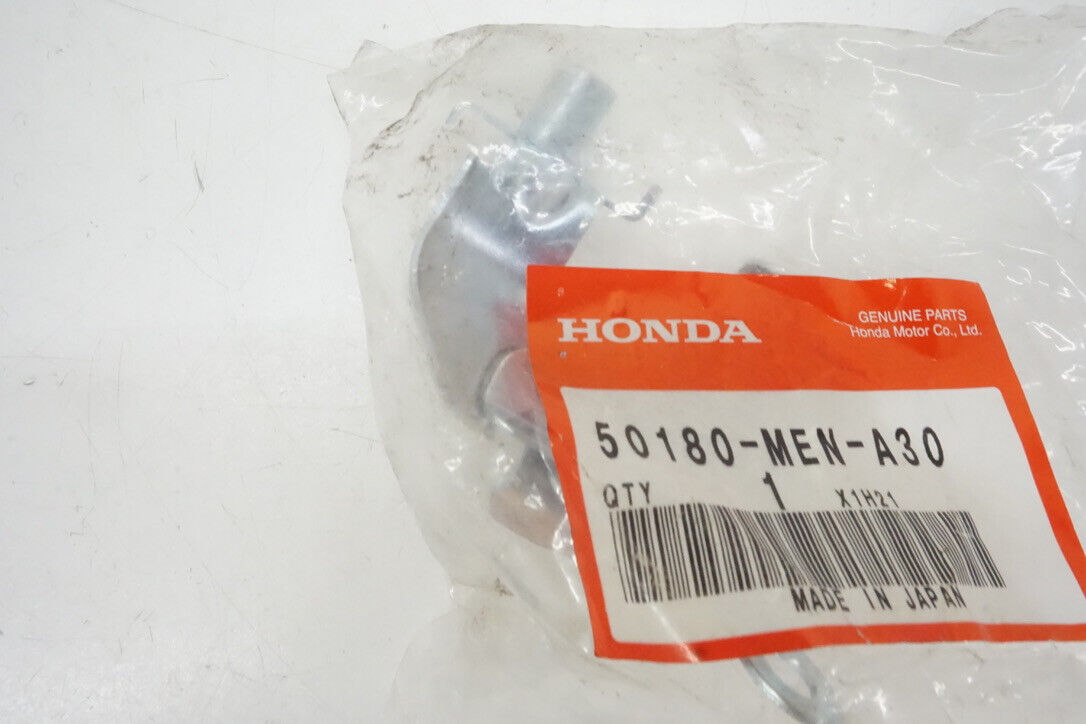 HONDA
GENUINE PARTS
Honda Motor Co., Ltd.
50180-MEN-A30
QTY 1 X1H21
MADE IN JAPAN